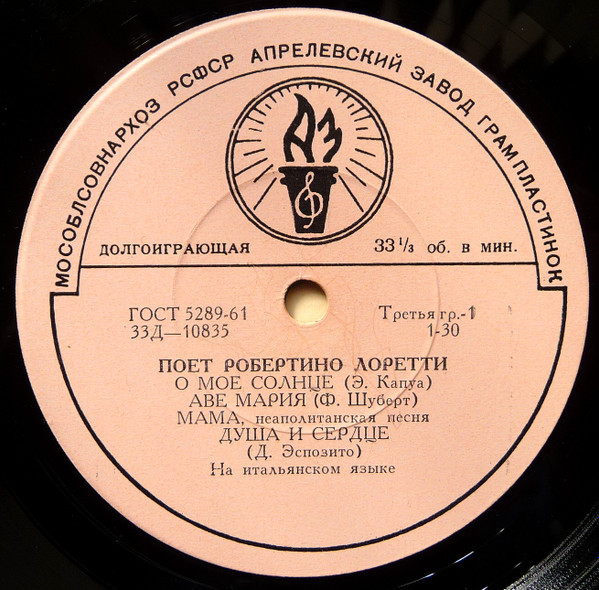 МОСОБЛСОВНАРХОЗ РСФСР АПРЕЛЕВСКИЙ ЗАВОД ГРАМПЛАСТИНОК
АЗ
ДОЛГОИГРАЮЩАЯ 33 1/3 об. в мин.
ГОСТ 5289-61 Третья гр.-1
33Д—10835 1-30
ПОЕТ РОБЕРТИНО ЛОРЕТТИ
О МОЕ СОЛНЦЕ (Э. Капуа)
АВЕ МАРИЯ (Ф. Шуберт)
МАМА, неаполитанская песня
ДУША И СЕРДЦЕ
(Д. Эспозито)
На итальянском языке